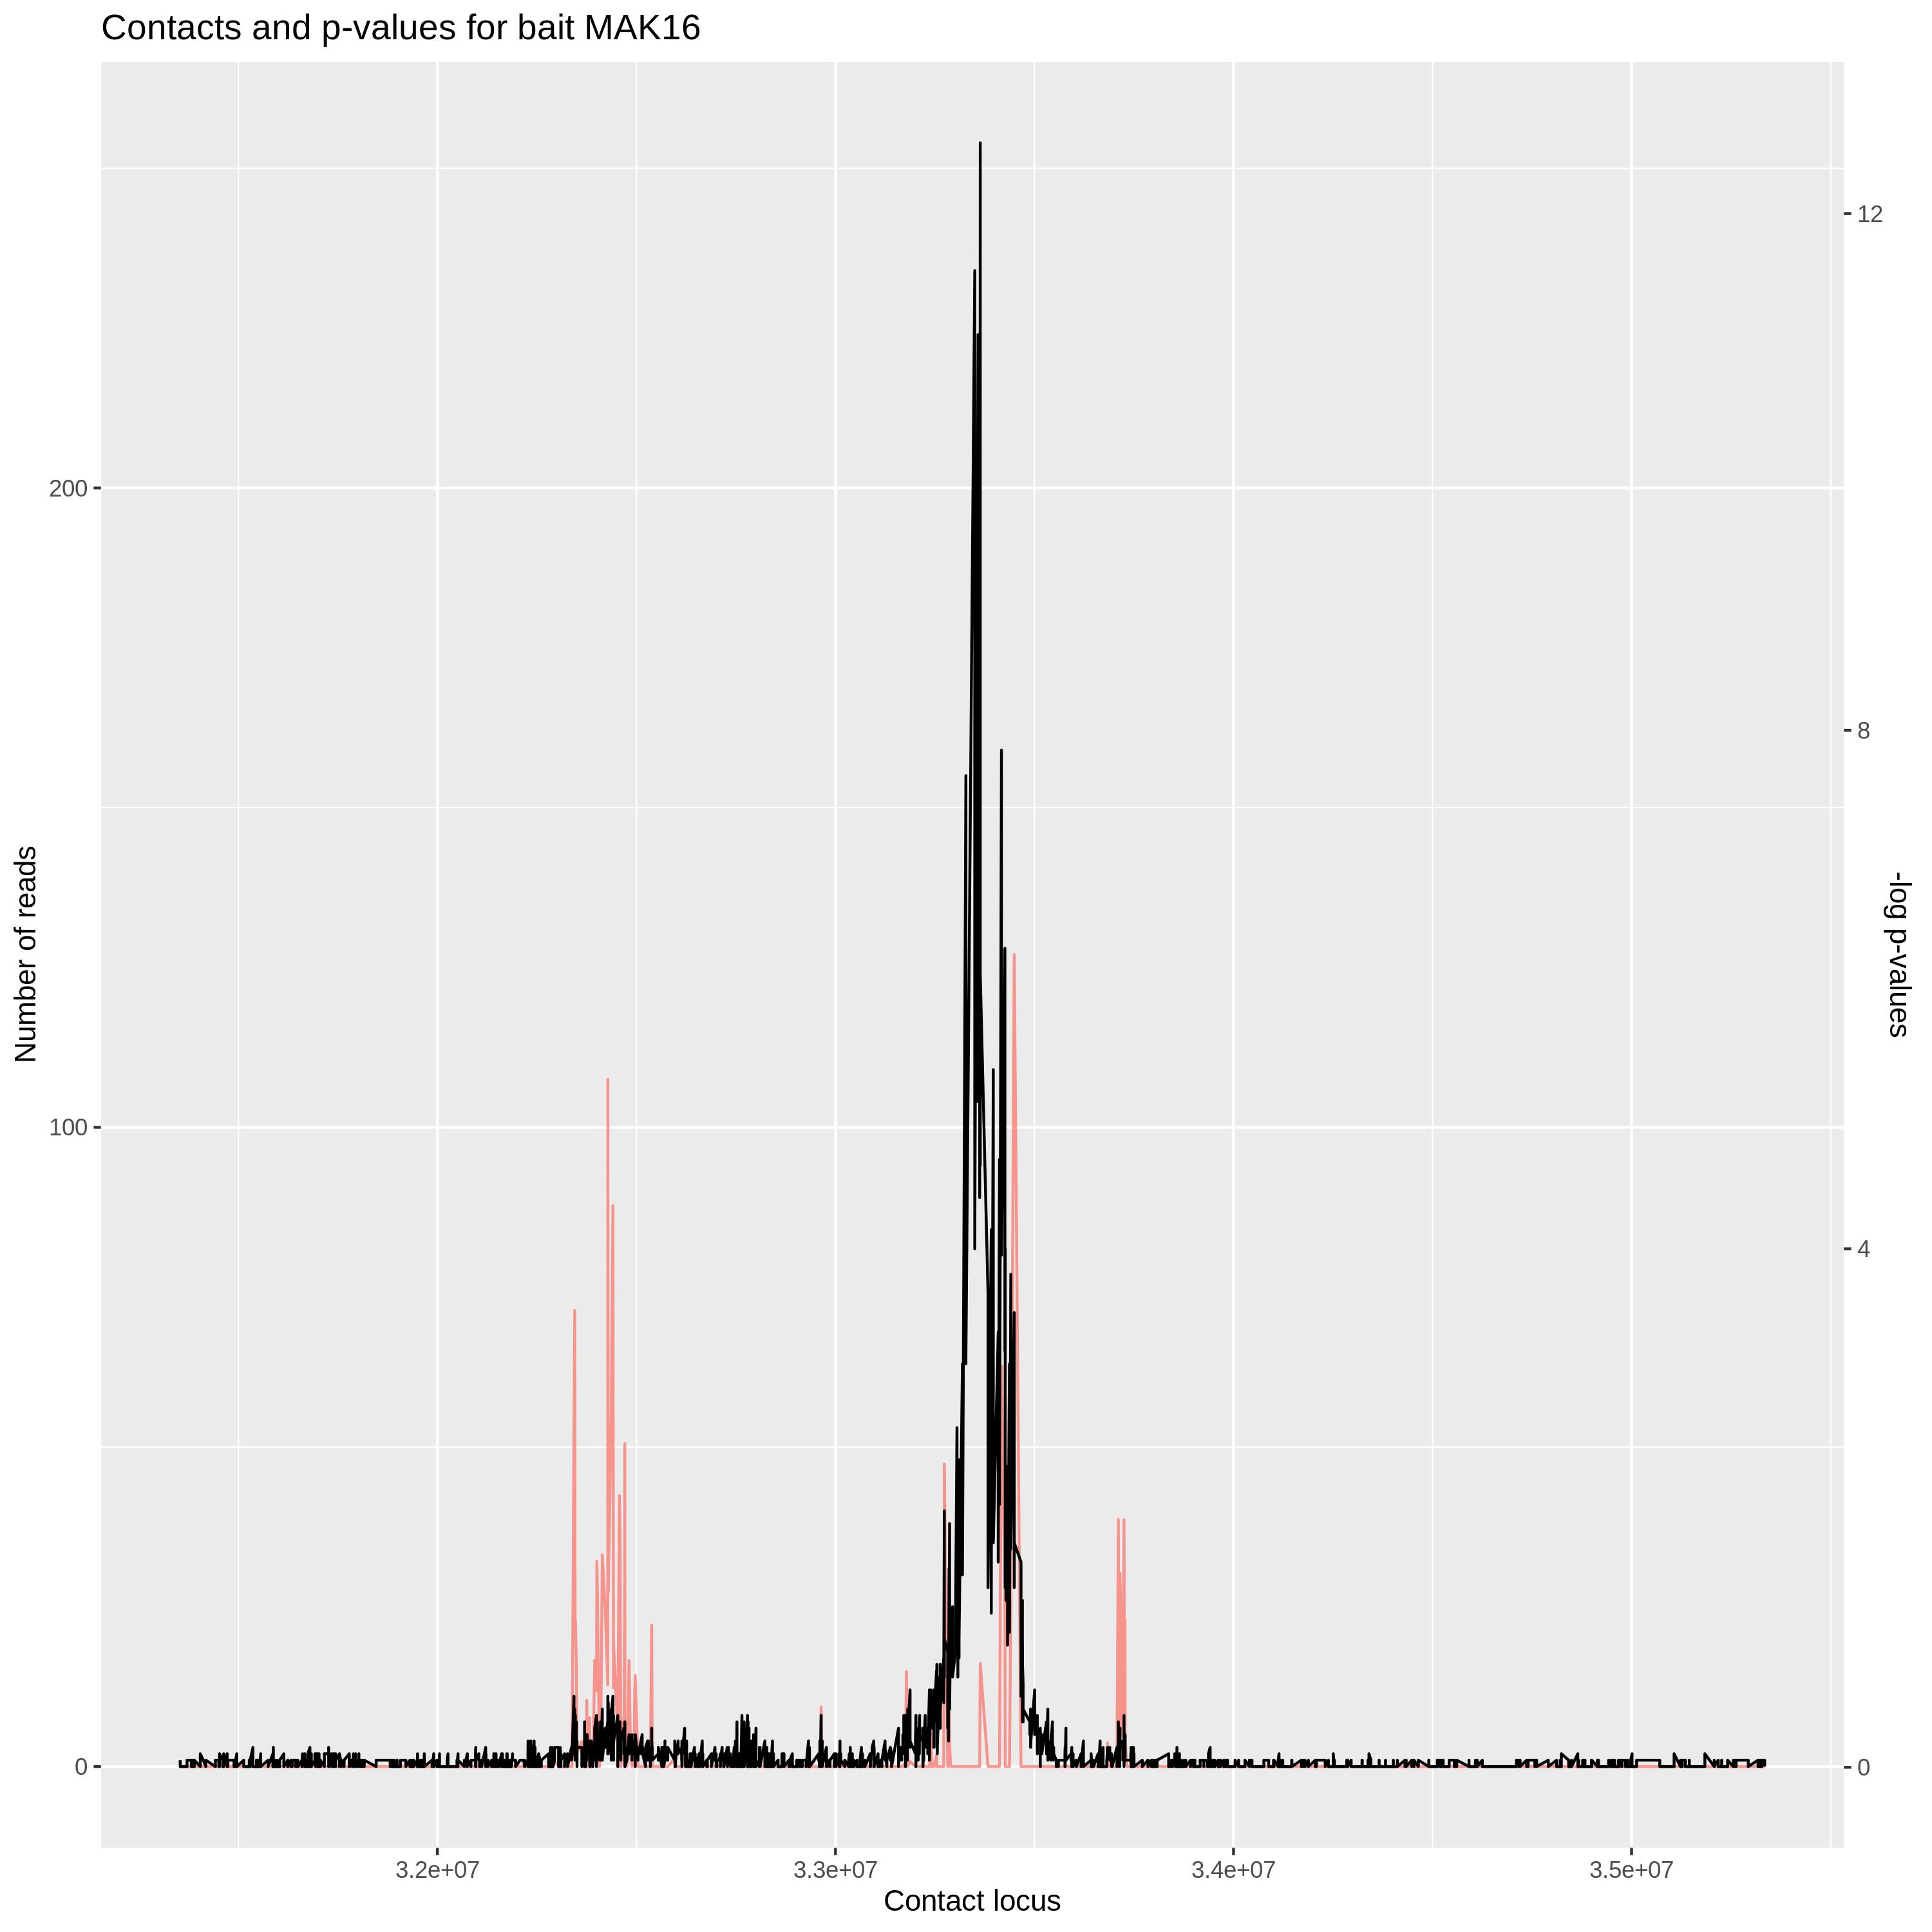 Contacts and p-values for bait MAK16
12
200
8
Number of reads
-log p-values
100
4
0
0
3.2e+07
3.3e+07
3.4e+07
3.5e+07
Contact locus